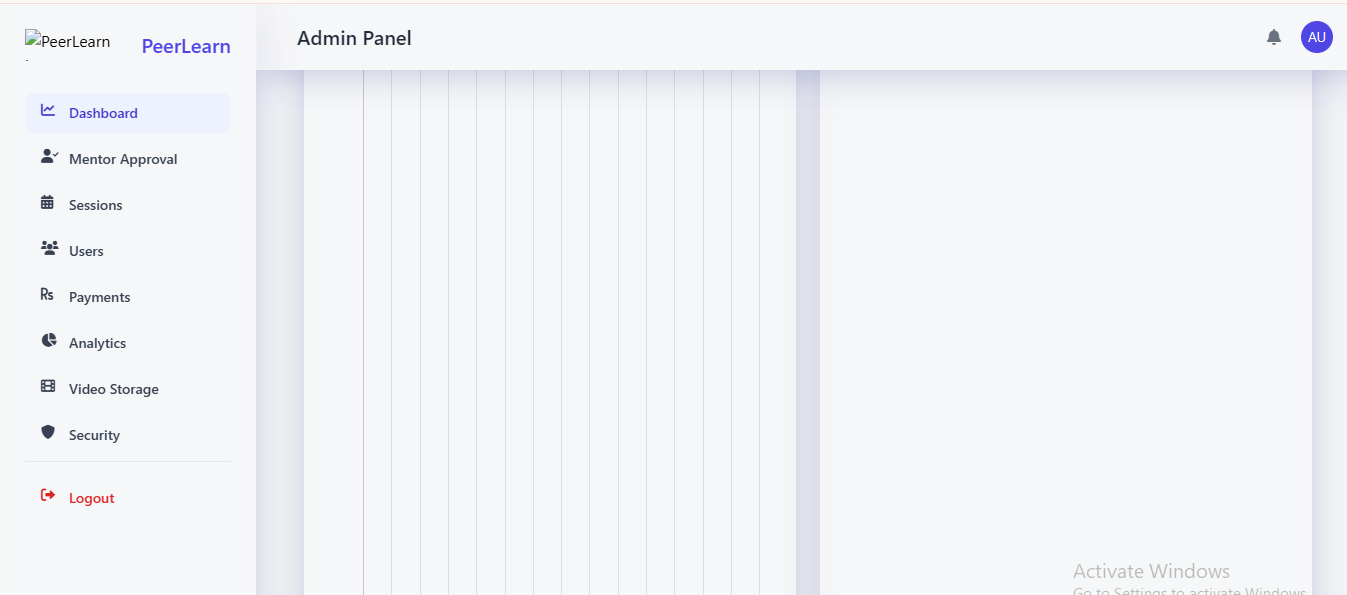 PeerLearn
PeerLearn
Admin Panel
AU
Dashboard
Mentor Approval
Sessions
Users
Rs
Payments
Analytics
Video Storage
Security
Logout
Activate Windows
Go to Settings to activate Windows.